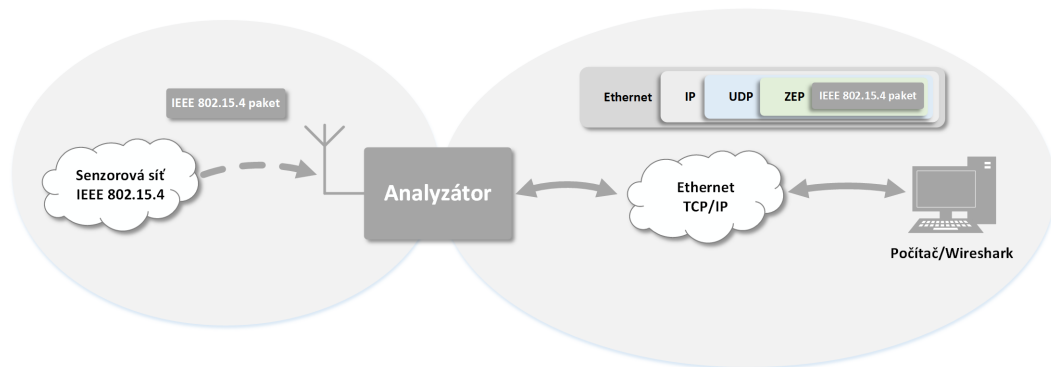 IEEE 802.15.4 paket
Senzorová síť
IEEE 802.15.4
Analyzátor
Ethernet IP UDP ZEP IEEE 802.15.4 paket
Ethernet
TCP/IP
Počítač/Wireshark